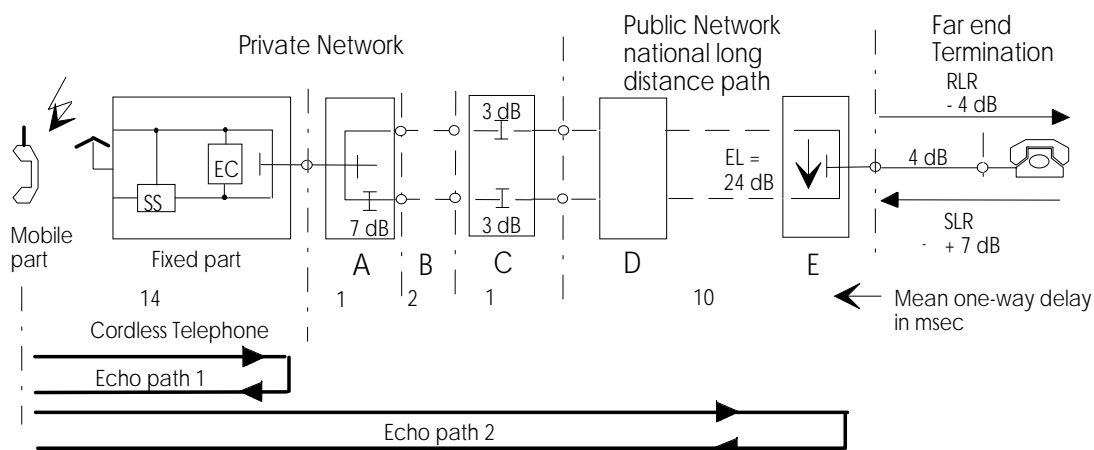 Private Network
Public Network
national long
distance path
Far end
Termination
RLR
- 4 dB
3 dB
EC
SS
EL =
24 dB
4 dB
7 dB
3 dB
SLR
- + 7 dB
Mobile
part
Fixed part
A
B
C
D
E
14
1
2
1
10
Mean one-way delay
in msec
Cordless Telephone
Echo path 1
Echo path 2